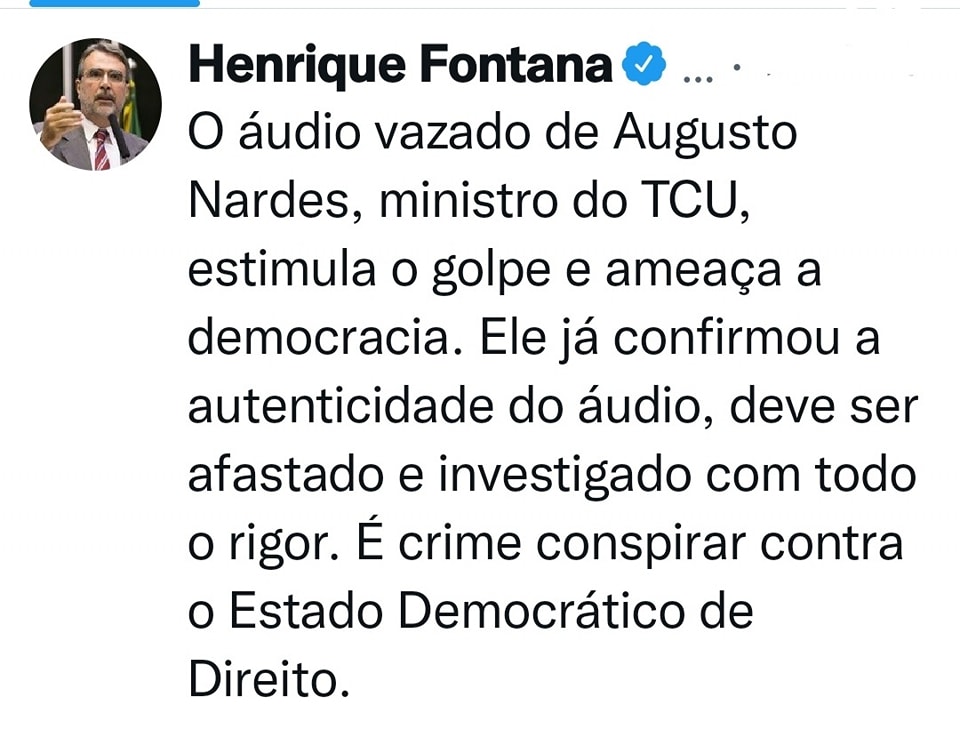 Henrique Fontana ... ·
O áudio vazado de Augusto
Nardes, ministro do TCU,
estimula o golpe e ameaça a
democracia. Ele já confirmou a
autenticidade do áudio, deve ser
afastado e investigado com todo
o rigor. É crime conspirar contra
o Estado Democrático de
Direito.